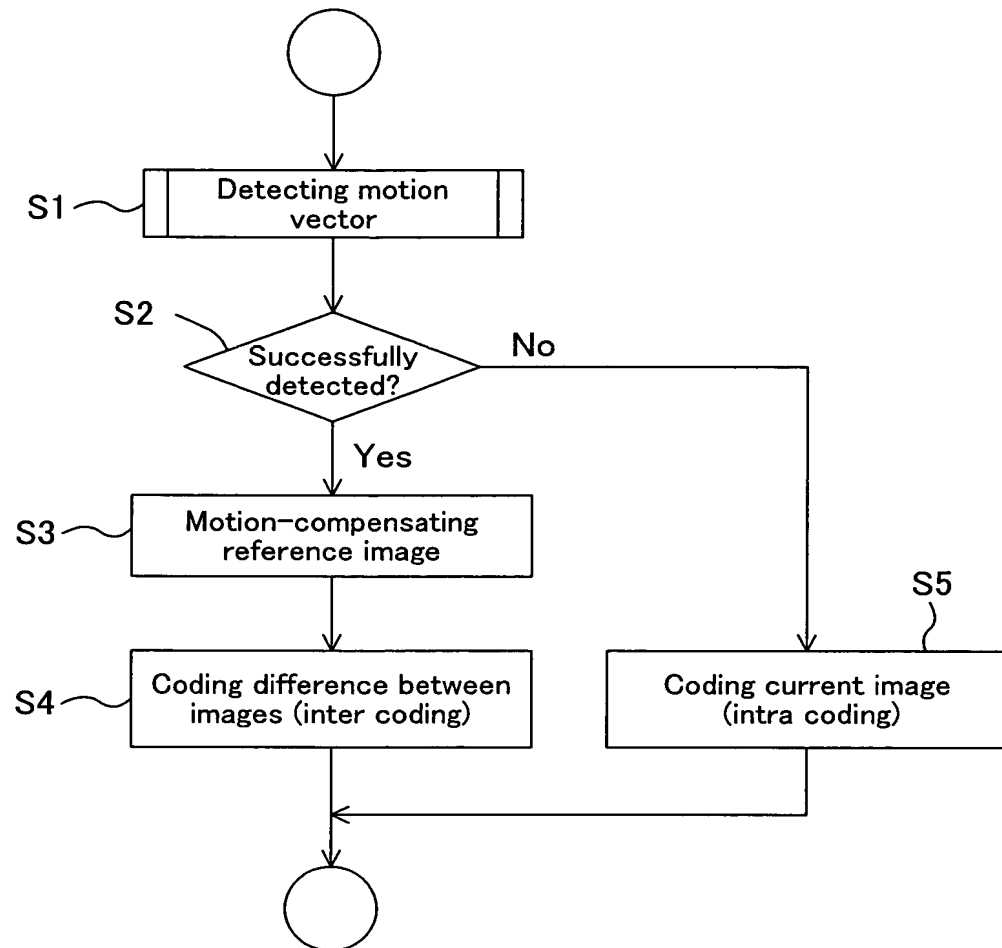 S1
Detecting motion
vector
S2
Successfully
detected?
No
Yes
S3
Motion-compensating
reference image
S4
Coding difference between
images (inter coding)
S5
Coding current image
(intra coding)